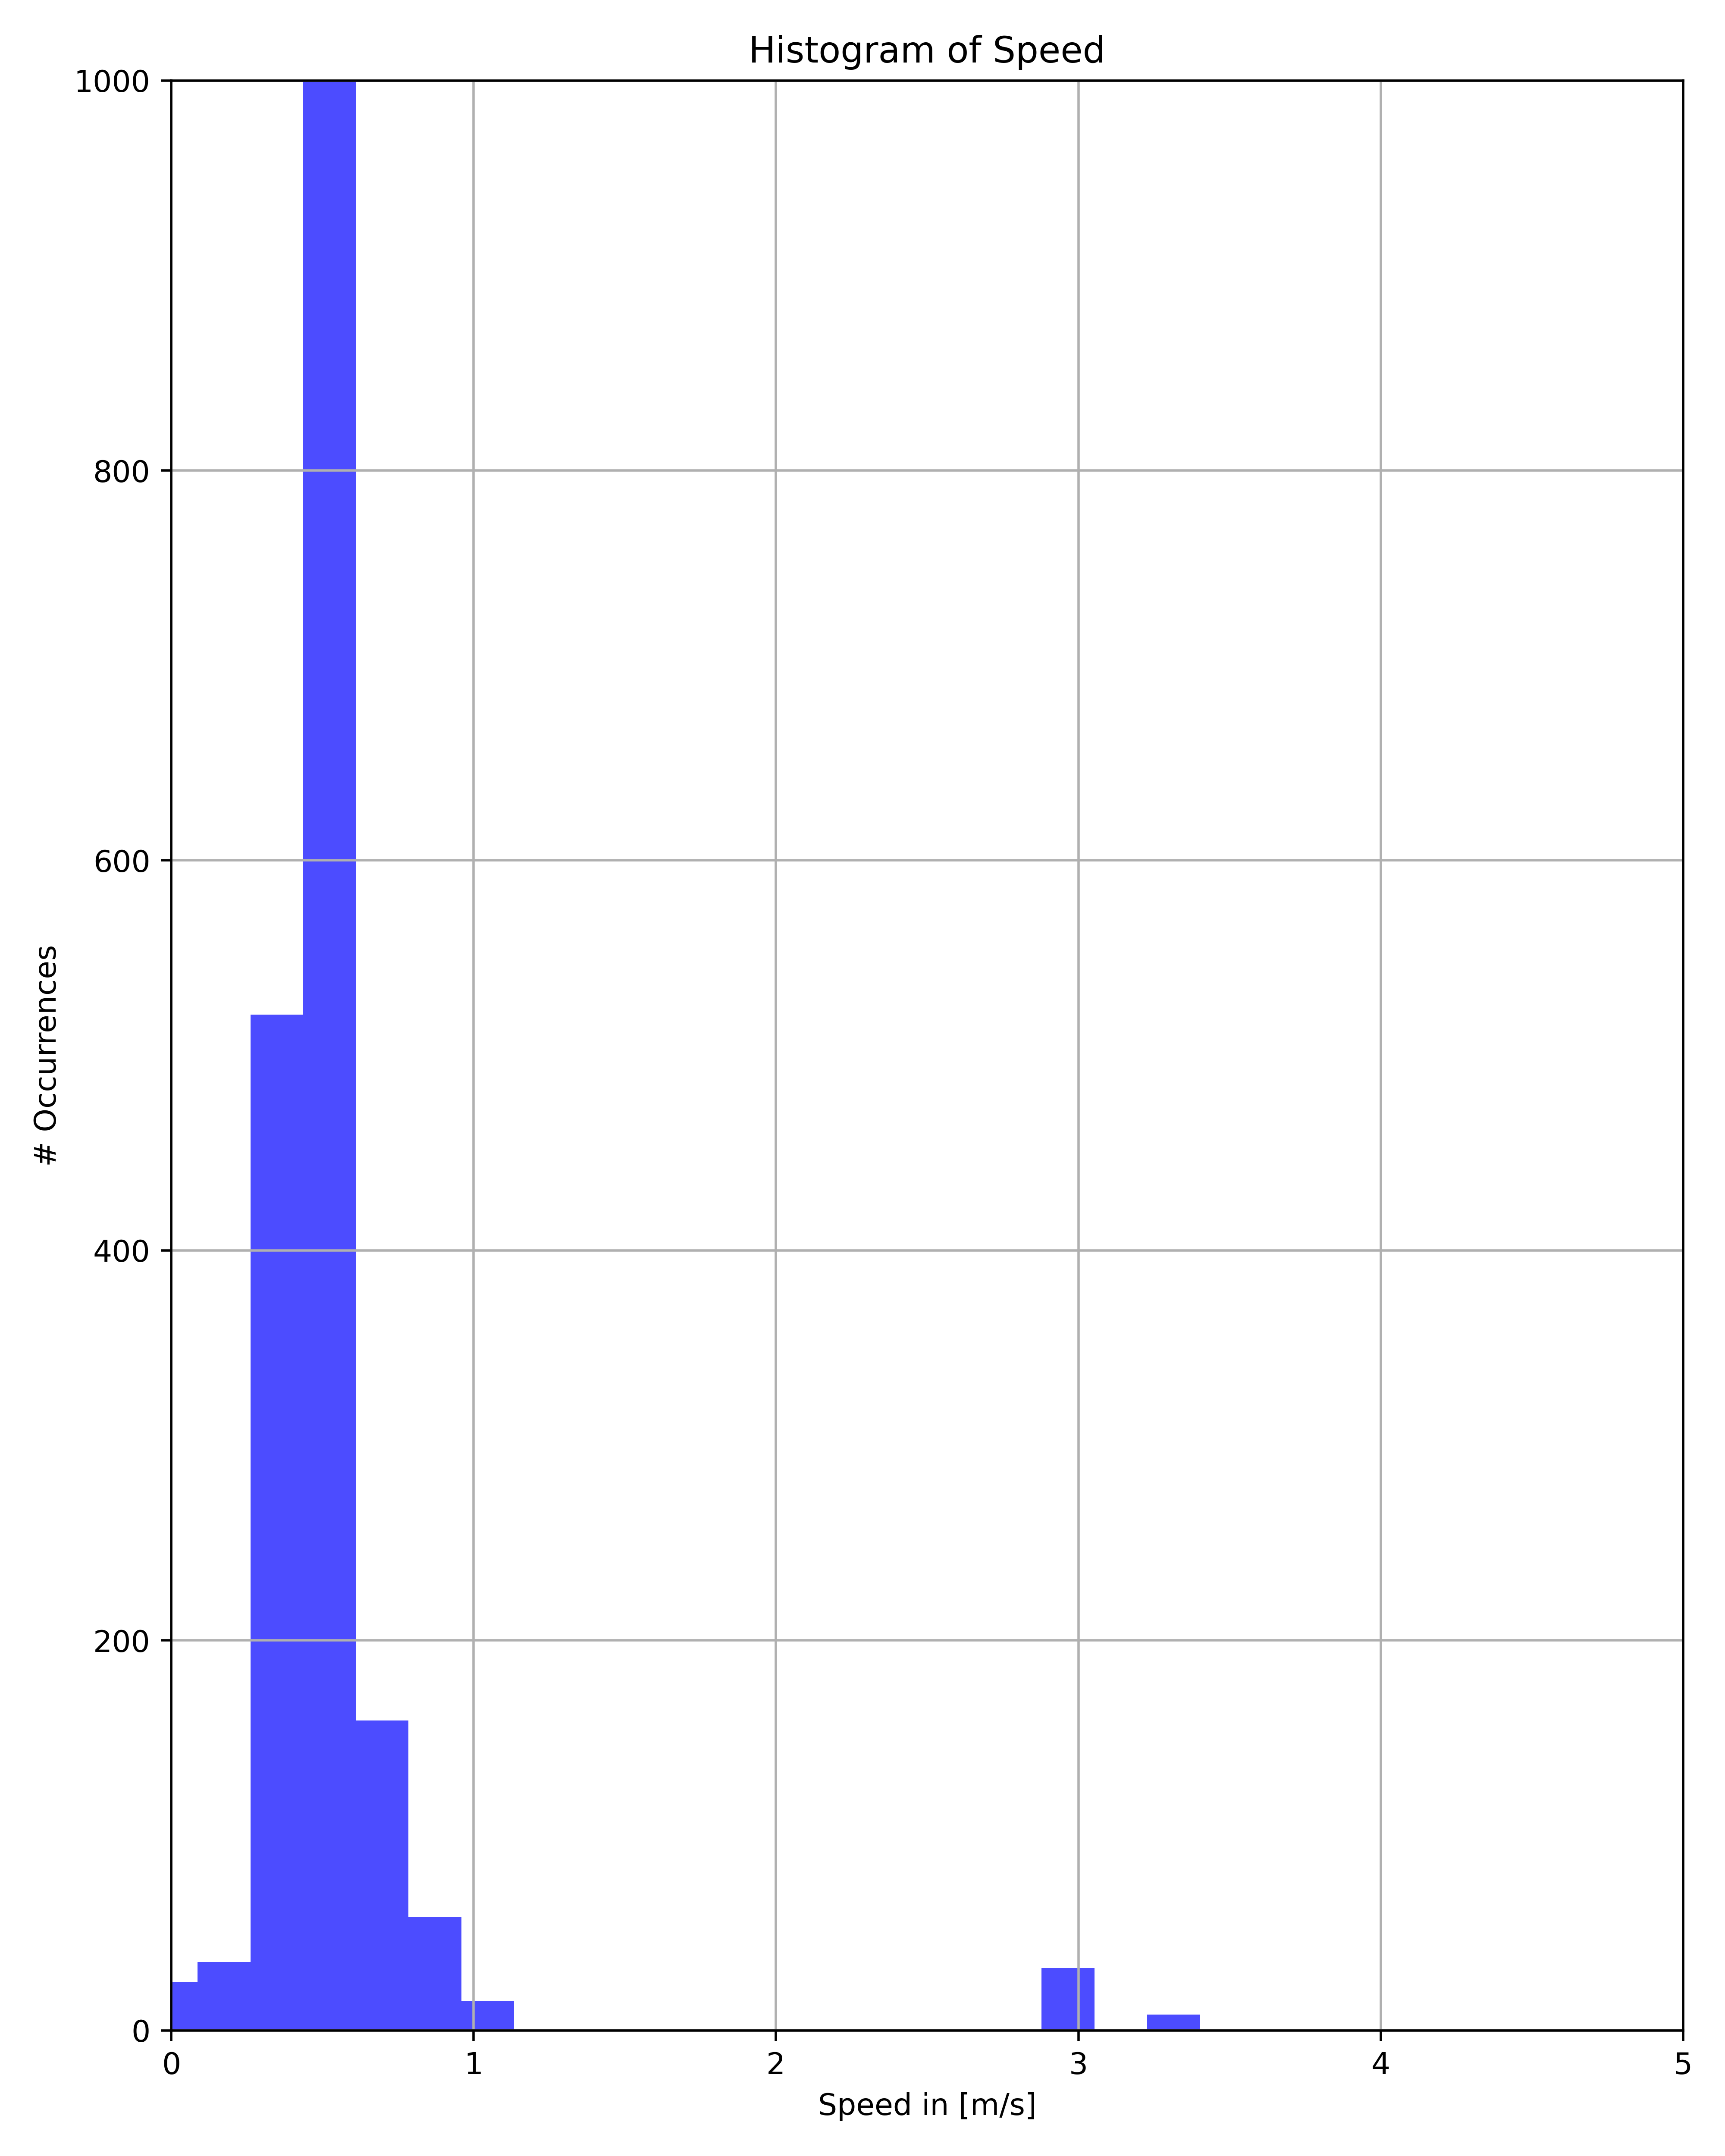 Histogram of Speed
1000
800
600
400
200
0
# Occurrences
0 1 2 3 4 5
Speed in [m/s]